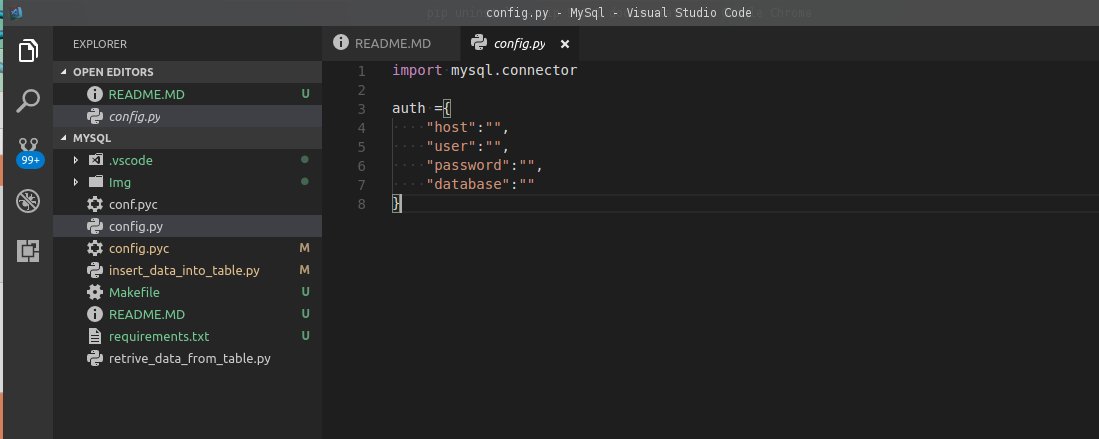 config.py - MySql - Visual Studio Code
EXPLORER
OPEN EDITORS
README.MD U
config.py
MYSQL
.vscode
Img
conf.pyc
config.py
config.pyc M
insert_data_into_table.py M
Makefile U
README.MD U
requirements.txt U
retrive_data_from_table.py
99+
README.MD
config.py ×
1 import mysql.connector
2
3 auth ={
4 "host":"",
5 "user":"",
6 "password":"",
7 "database":""
8 }